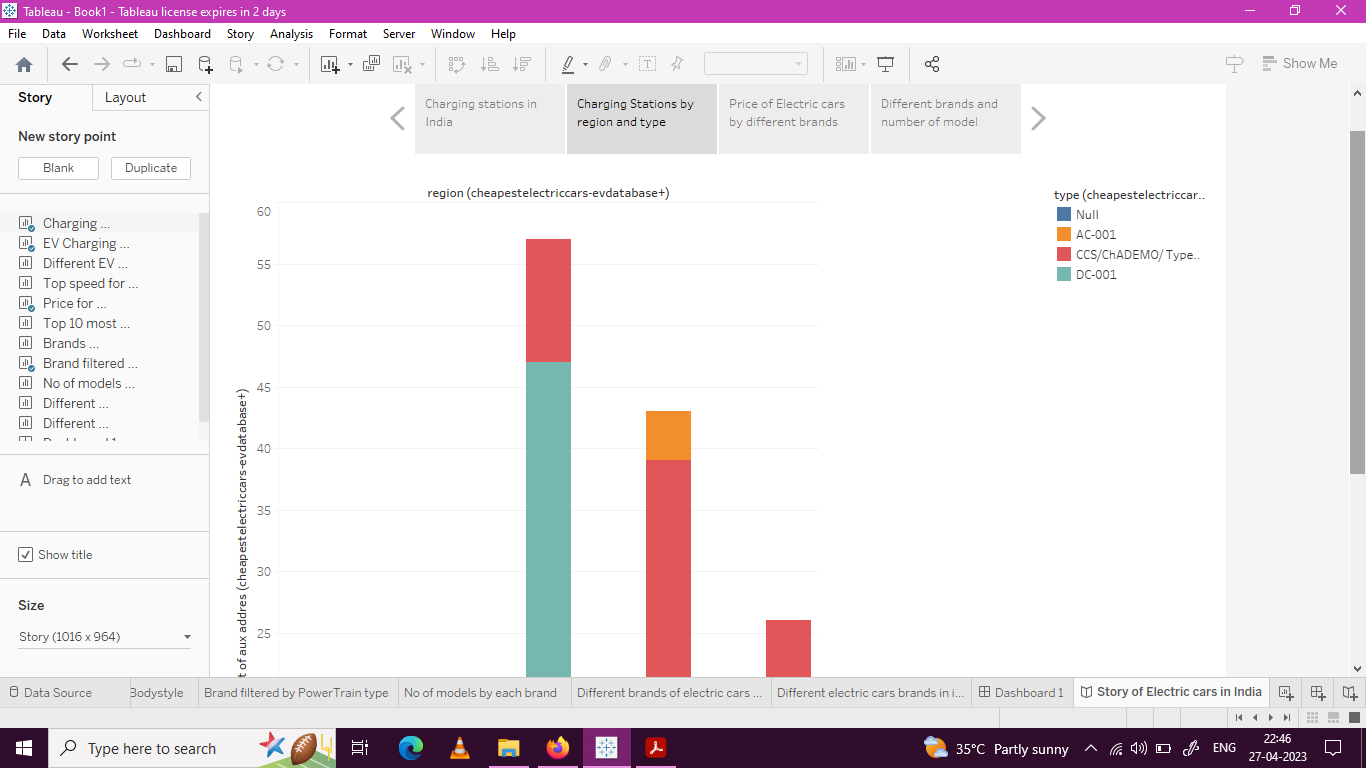 Tableau - Book1 - Tableau license expires in 2 days
File Data Worksheet Dashboard Story Analysis Format Server Window Help
Show Me
Story Layout
New story point
Blank Duplicate
Charging ...
EV Charging ...
Different EV ...
Top speed for ...
Price for ...
Top 10 most ...
Brands ...
Brand filtered ...
No of models ...
Different ...
Different ...
A Drag to add text
Show title
Size
Story (1016 x 964)
Charging stations in
India
Charging Stations by
region and type
Price of Electric cars
by different brands
Different brands and
number of model
region (cheapestelectriccars-evdatabase+)
60
55
50
45
40
35
30
25
t of aux addres (cheapestelectriccars-evdatabase+)
type (cheapestelectriccar..
Null
AC-001
CCS/ChADEMO/ Type..
DC-001
Data Source Bodystyle Brand filtered by PowerTrain type No of models by each brand Different brands of electric cars ... Different electric cars brands in i... Dashboard 1 Story of Electric cars in India
Type here to search
35°C Partly sunny
ENG
22:46
27-04-2023